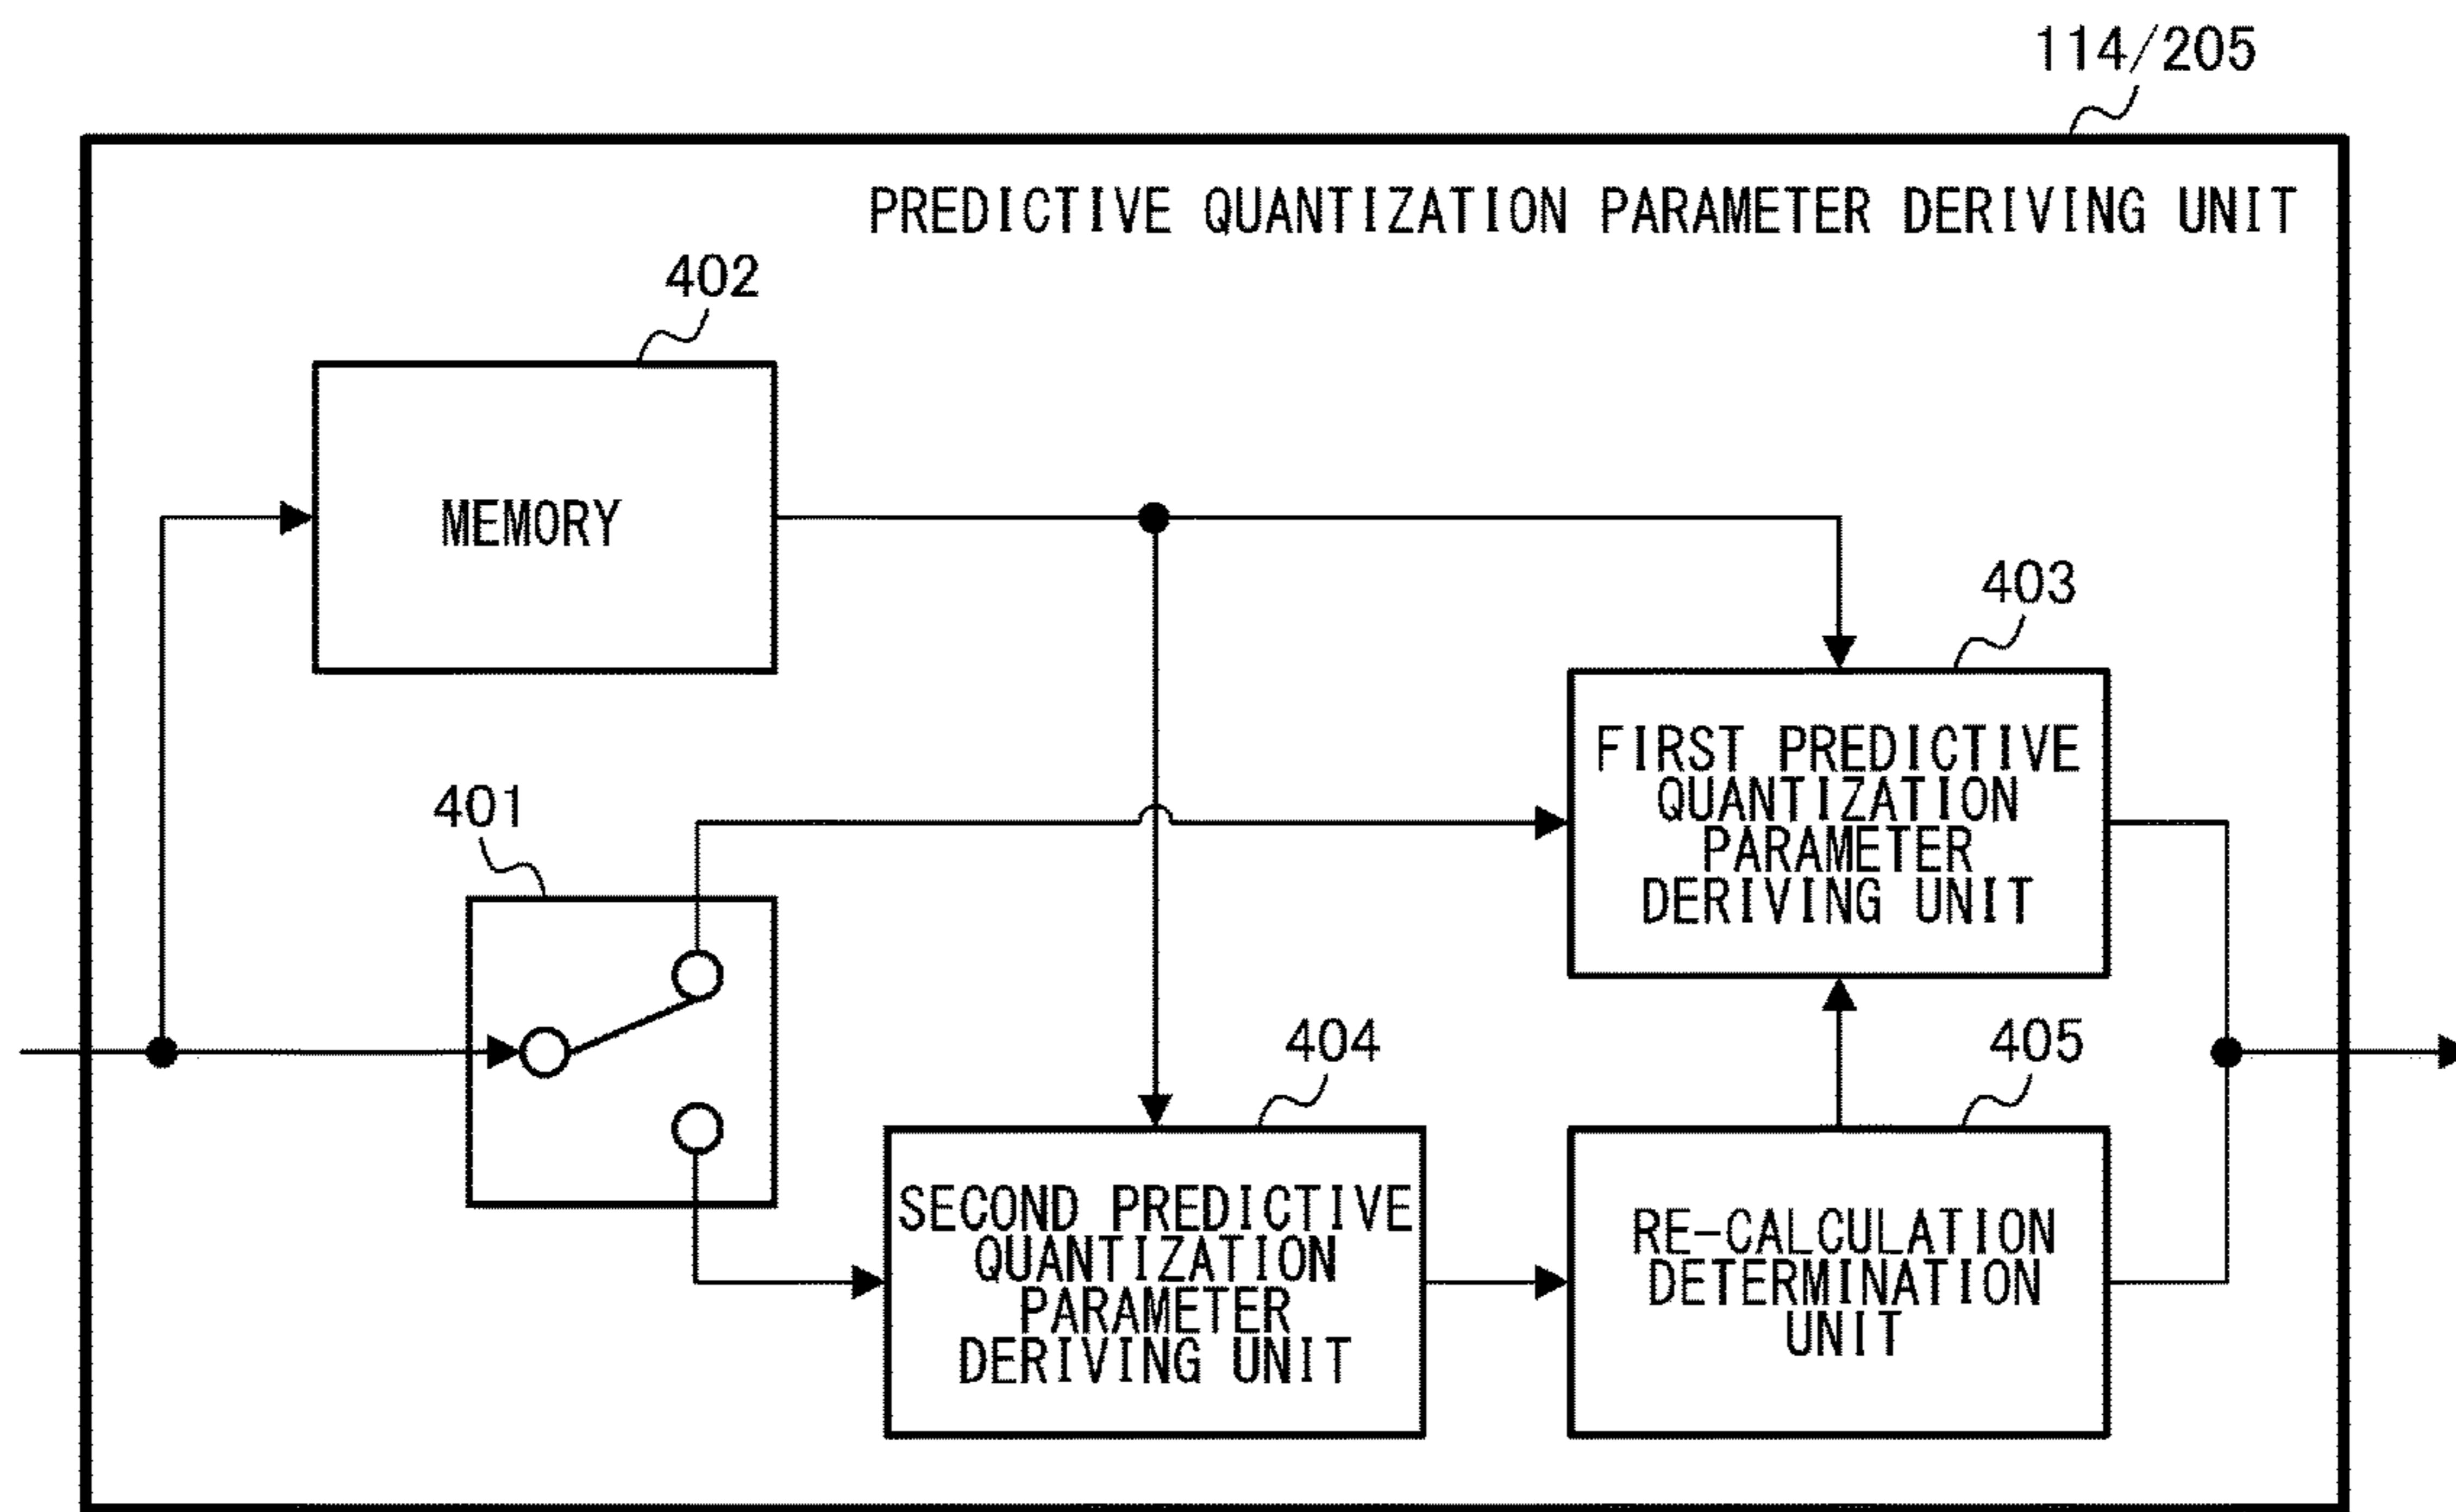 114/205
PREDICTIVE QUANTIZATION PARAMETER DERIVING UNIT
402
MEMORY
403
FIRST PREDICTIVE
QUANTIZATION
PARAMETER
DERIVING UNIT
401
404
SECOND PREDICTIVE
QUANTIZATION
PARAMETER
DERIVING UNIT
405
RE-CALCULATION
DETERMINATION
UNIT